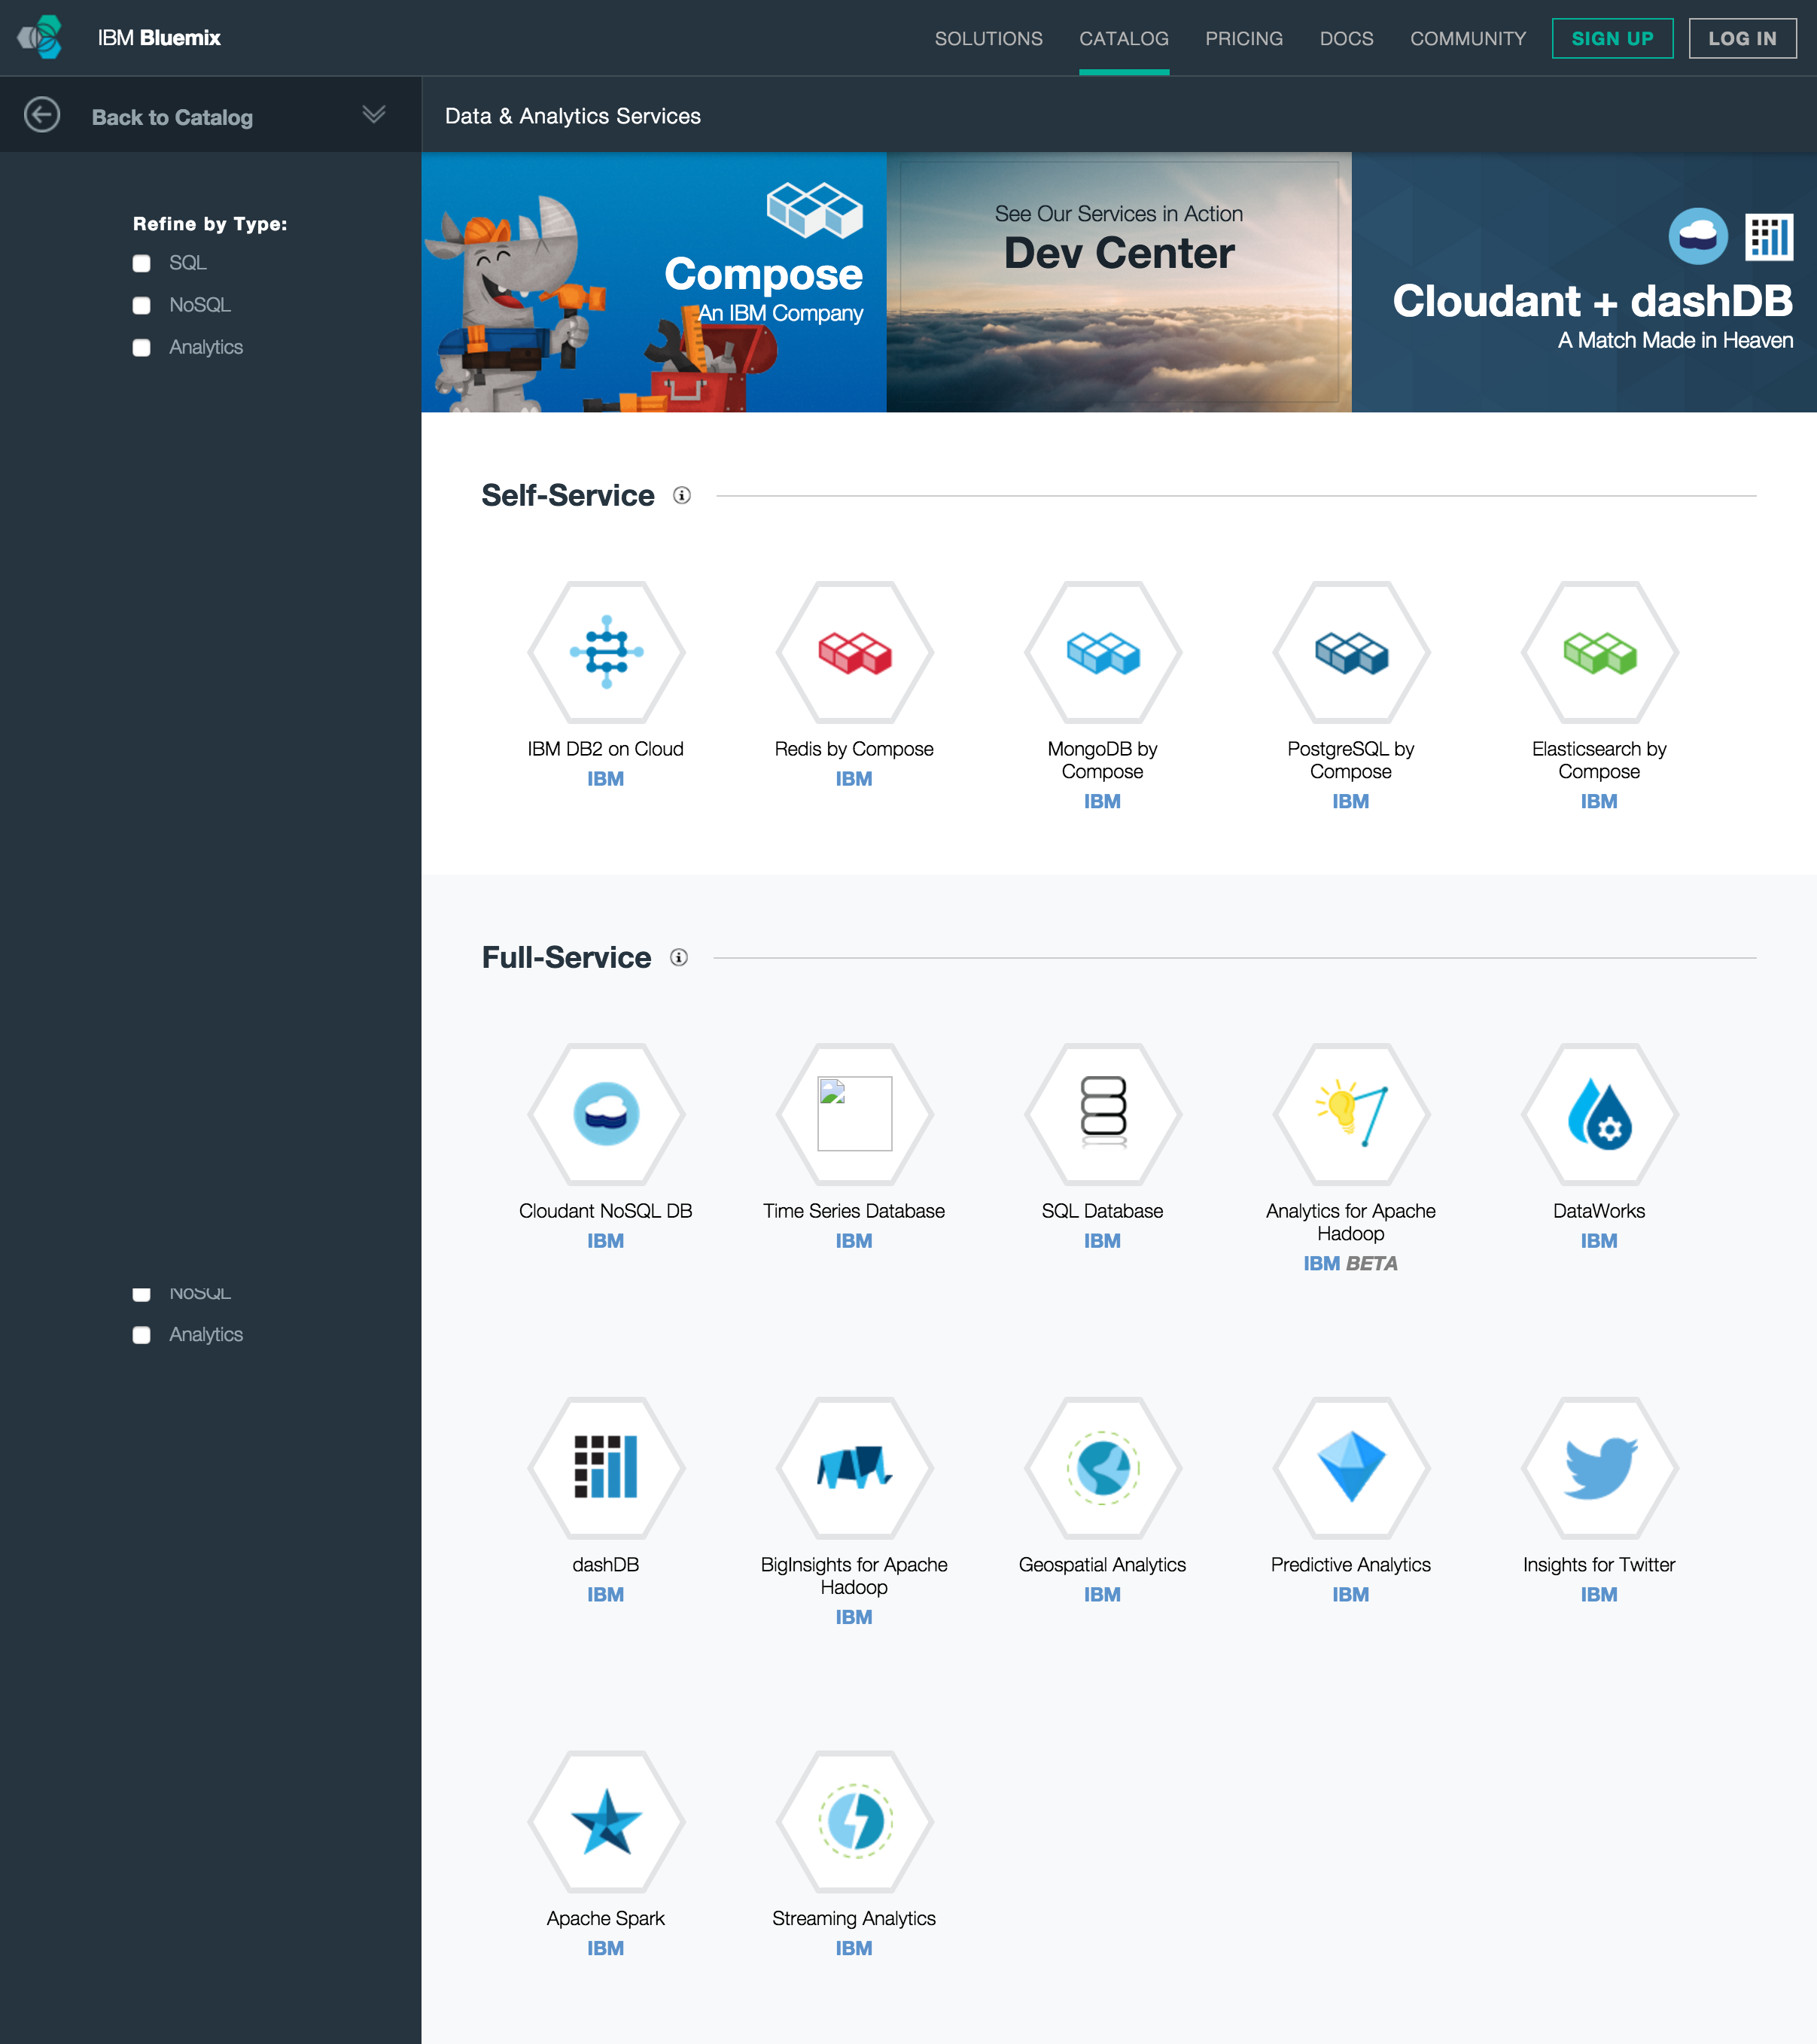 IBM Bluemix
SOLUTIONS
CATALOG
PRICING
DOCS
COMMUNITY
SIGN UP
LOG IN
Back to Catalog
Data & Analytics Services
Refine by Type:
SQL
NoSQL
Analytics
Compose
An IBM Company
See Our Services in Action
Dev Center
Cloudant + dashDB
A Match Made in Heaven
Self-Service
IBM DB2 on Cloud
IBM
Redis by Compose
IBM
MongoDB by
Compose
IBM
PostgreSQL by
Compose
IBM
Elasticsearch by
Compose
IBM
Full-Service
Cloudant NoSQL DB
IBM
Time Series Database
IBM
SQL Database
IBM
Analytics for Apache
Hadoop
IBM BETA
DataWorks
IBM
NoSQL
Analytics
dashDB
IBM
BigInsights for Apache
Hadoop
IBM
Geospatial Analytics
IBM
Predictive Analytics
IBM
Insights for Twitter
IBM
Apache Spark
IBM
Streaming Analytics
IBM